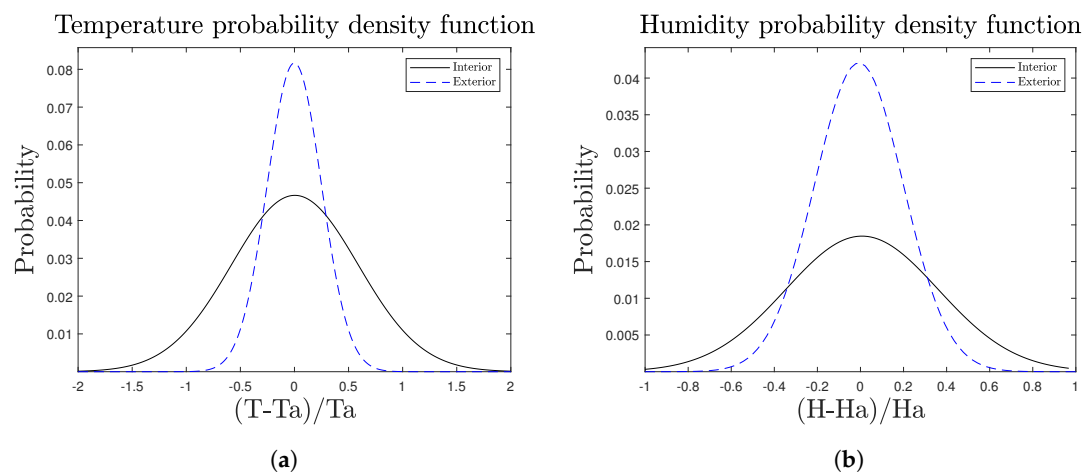 Temperature probability density function
Probability
0.08
0.07
0.06
0.05
0.04
0.03
0.02
0.01
Interior
Exterior
-2 -1.5 -1 -0.5 0 0.5 1 1.5 2
(T-Ta)/Ta
(a)
Humidity probability density function
Probability
0.04
0.035
0.03
0.025
0.02
0.015
0.01
0.005
Interior
Exterior
-1 -0.8 -0.6 -0.4 -0.2 0 0.2 0.4 0.6 0.8 1
(H-Ha)/Ha
(b)